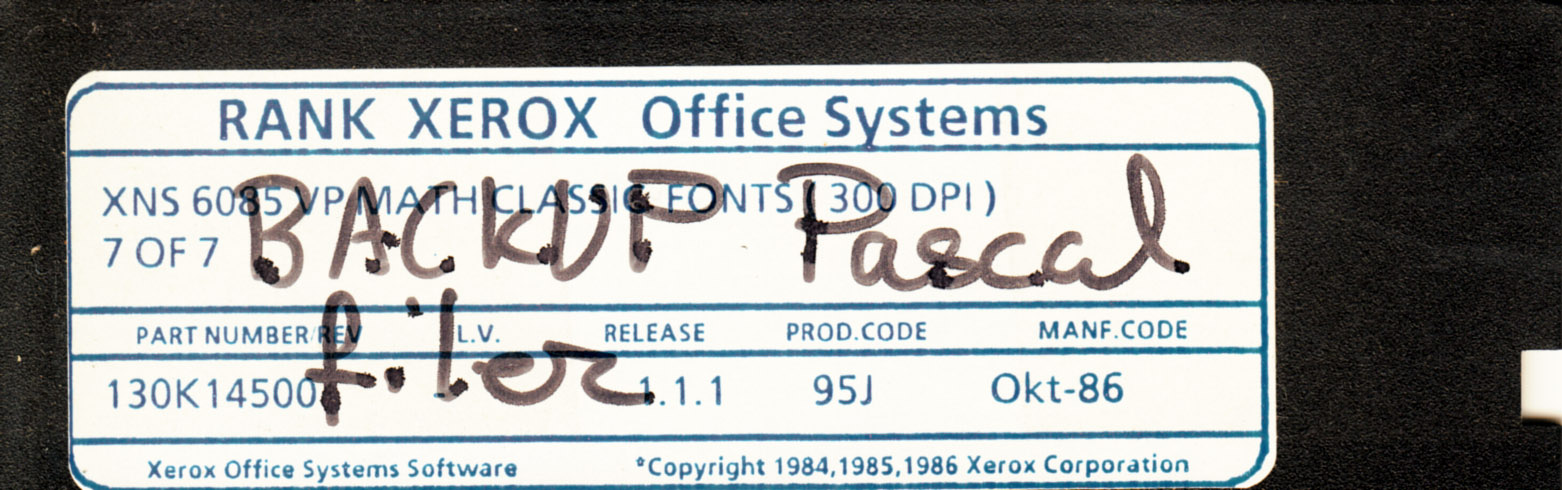 RANK XEROX Office Systems
XNS 6085 VP MATH CLASSIC FONTS ( 300 DPI )
7 OF 7
BACKUP Pascal
filer
PART NUMBER/REV L.V. RELEASE PROD.CODE MANF.CODE
130K14500 - 1.1.1 95J Okt-86
Xerox Office Systems Software °Copyright 1984,1985,1986 Xerox Corporation